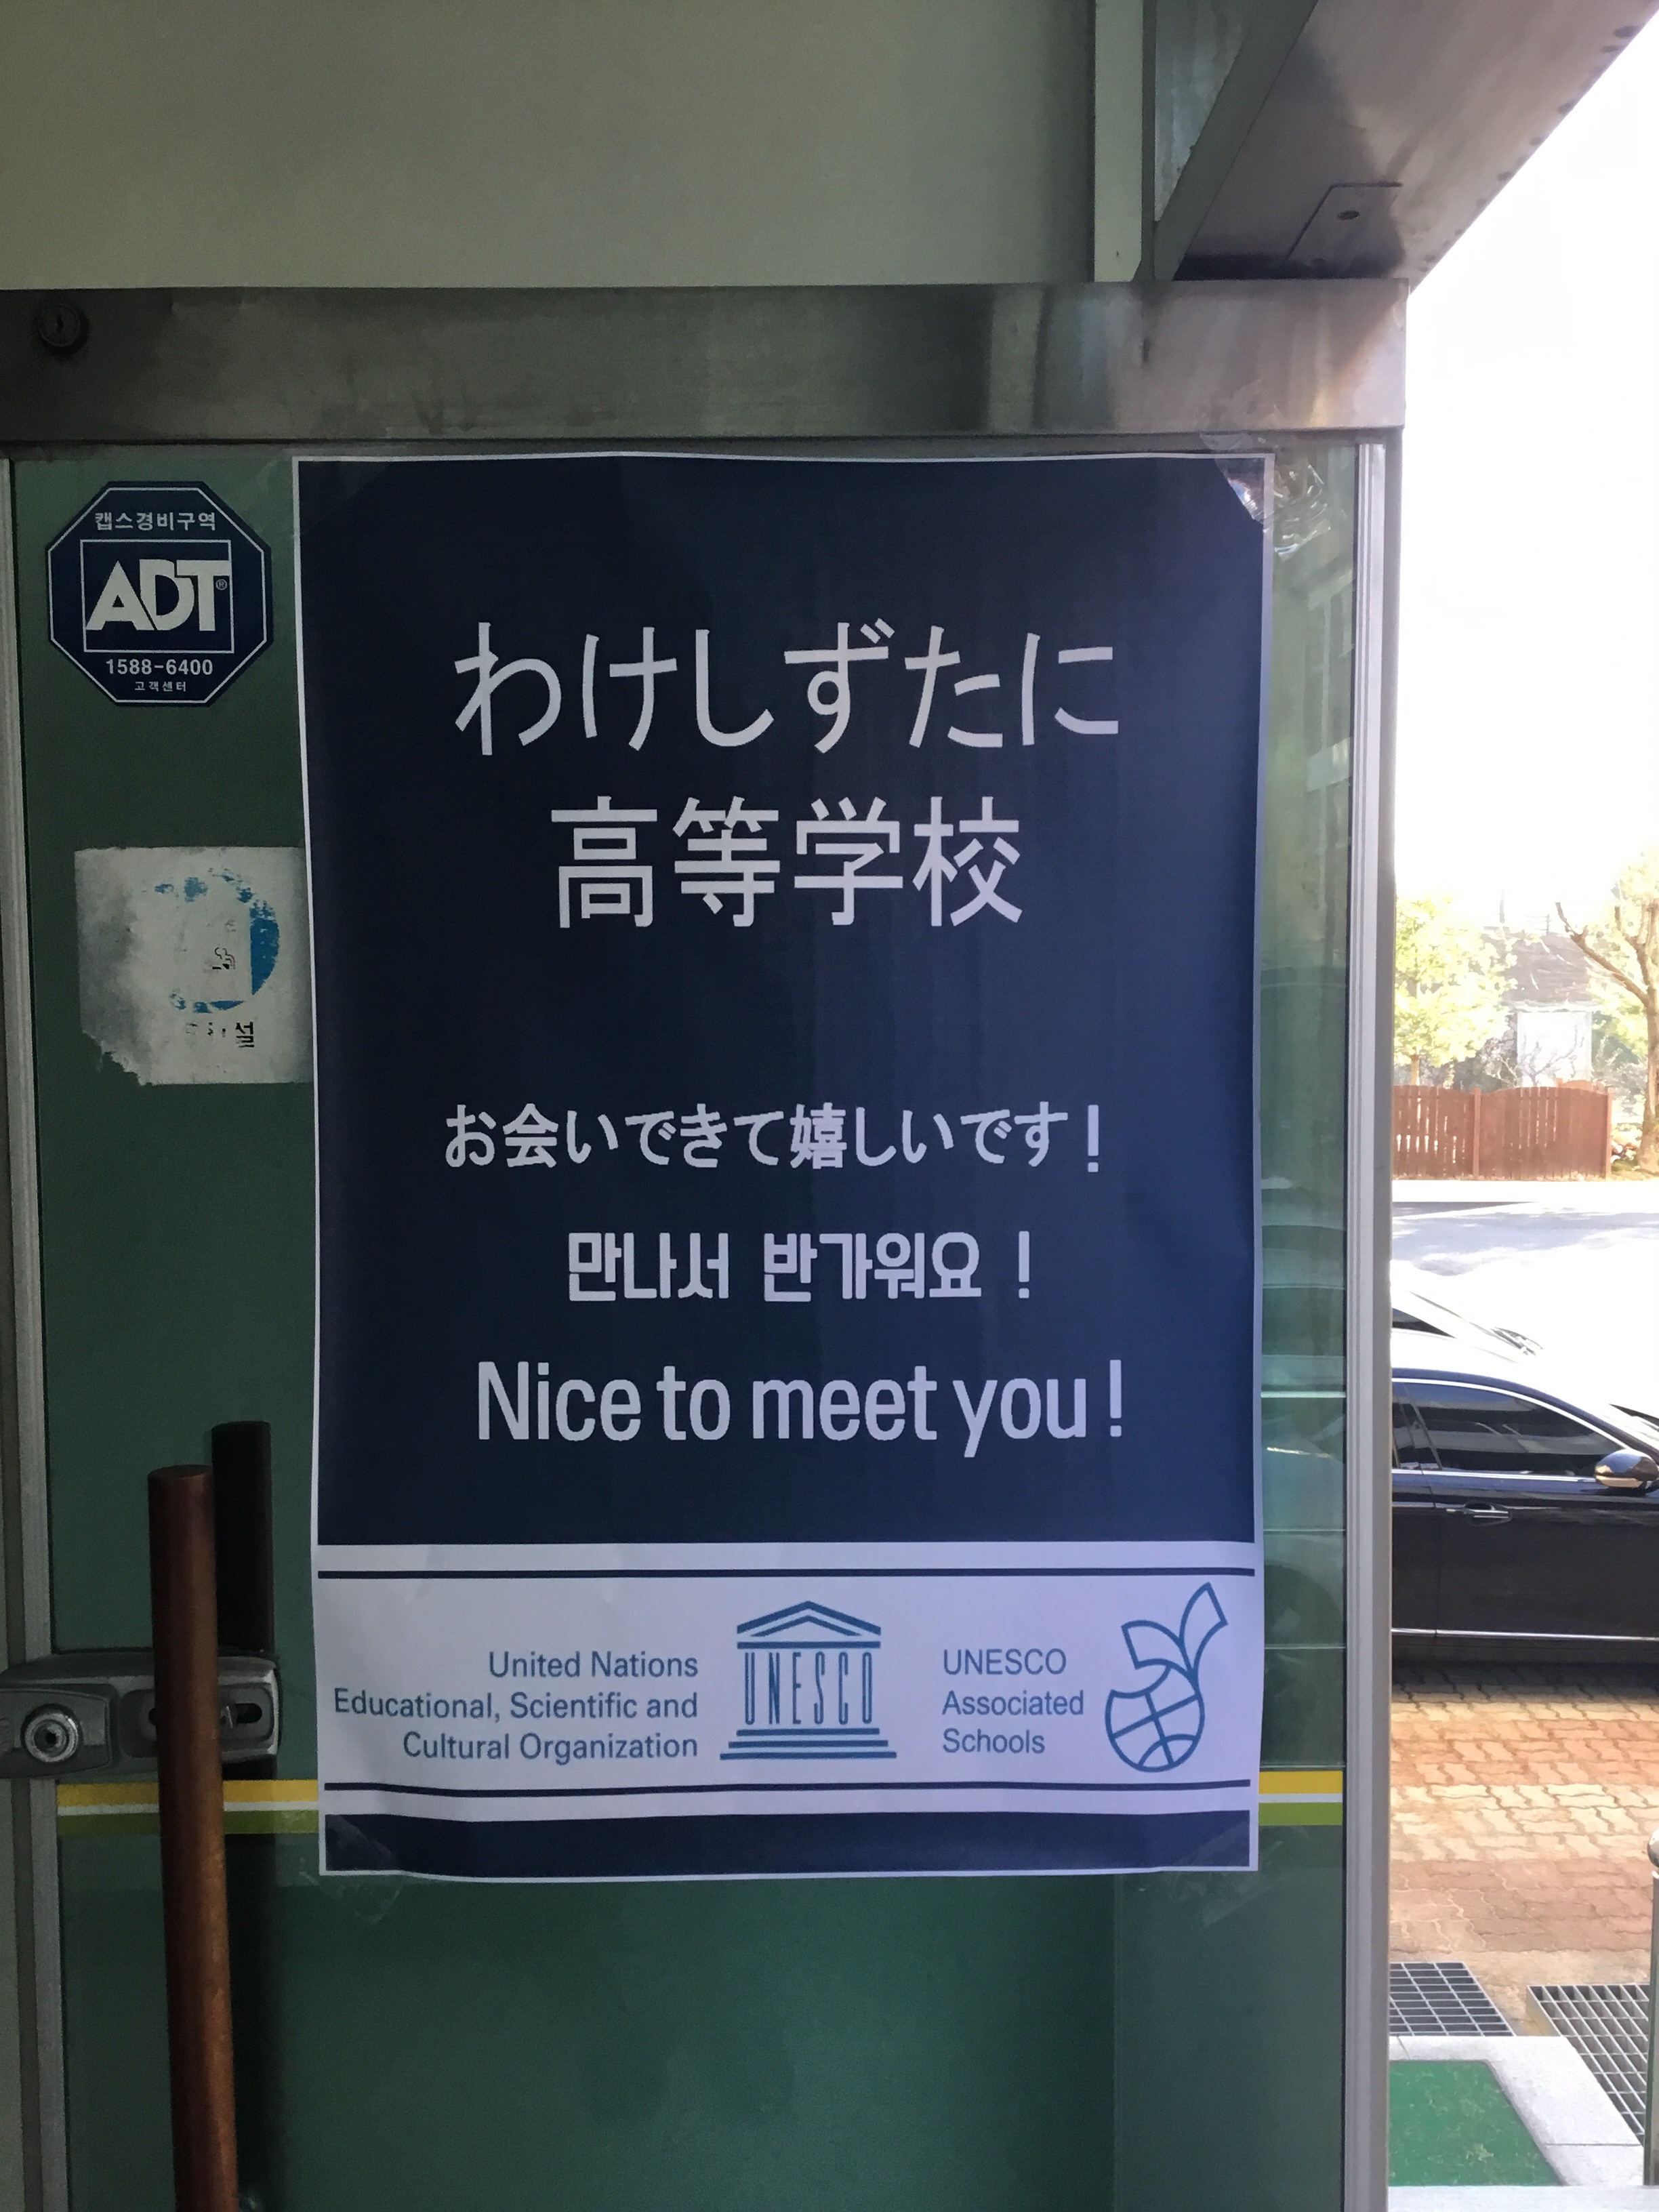 캡스경비구역
ADT®
1588-6400
고객센터
설
わけしずたに
高等学校
お会いできて嬉しいです!
만나서 반가워요 !
Nice to meet you!
United Nations
Educational, Scientific and
Cultural Organization
UNESCO
UNESCO
Associated
Schools